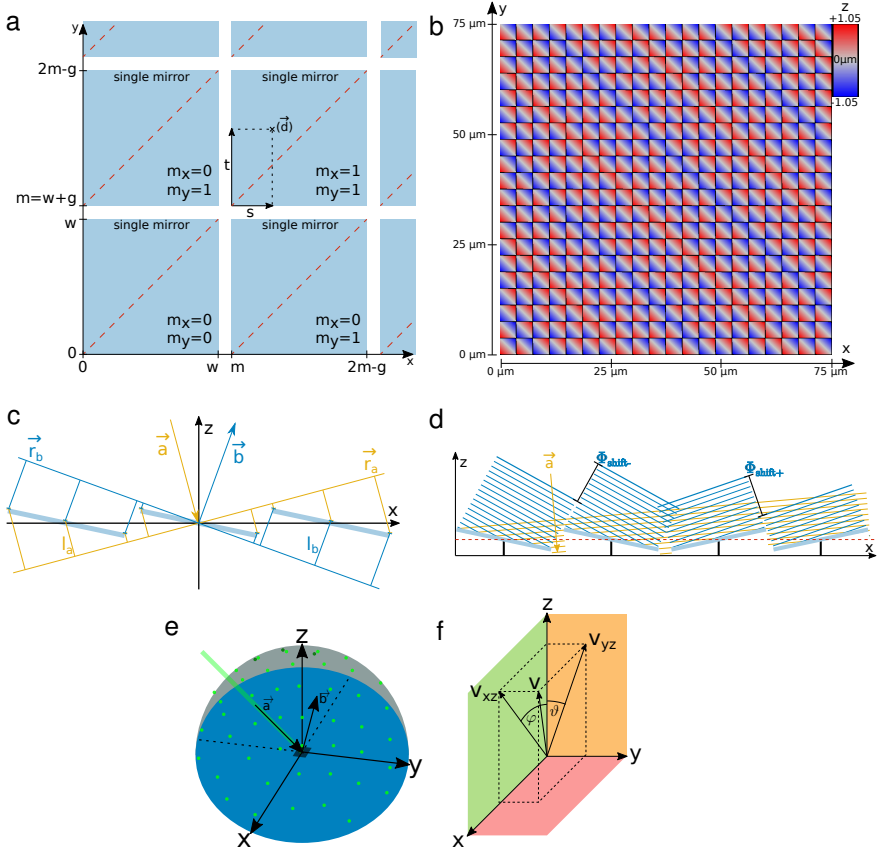 a
y
2m-g
single mirror
single mirror
(d)
t
s
mx=0
my=1
mx=1
my=1
m=w+g
w
single mirror
single mirror
mx=0
my=0
mx=0
my=1
0
0
w
m
2m-g
x
b
y
75 µm
50 µm
25 µm
0 µm
0 µm
25 µm
50 µm
75 µm
x
z
+1.05
0µm
-1.05
c
z
a
b
rb
ra
x
la
lb
d
z
a
Φshift-
Φshift+
x
e
z
a
b
y
x
f
z
vyz
v
vxz
φ
ϑ
y
x